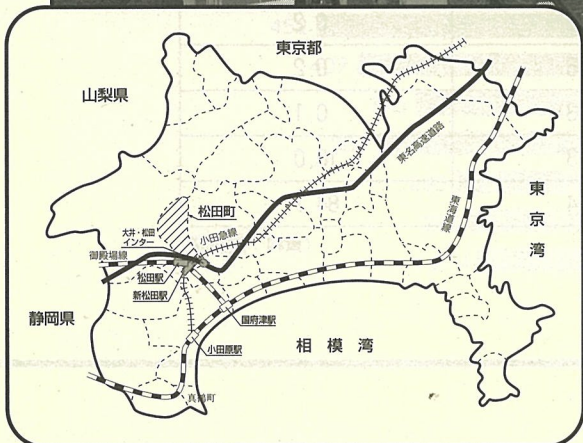 東京都
山梨県
東名高速道路
松田町
大井・松田
インター
小田急線
東海道線
東京湾
御殿場線
松田駅
新松田駅
静岡県
国府津駅
小田原駅
相模湾
真鶴町